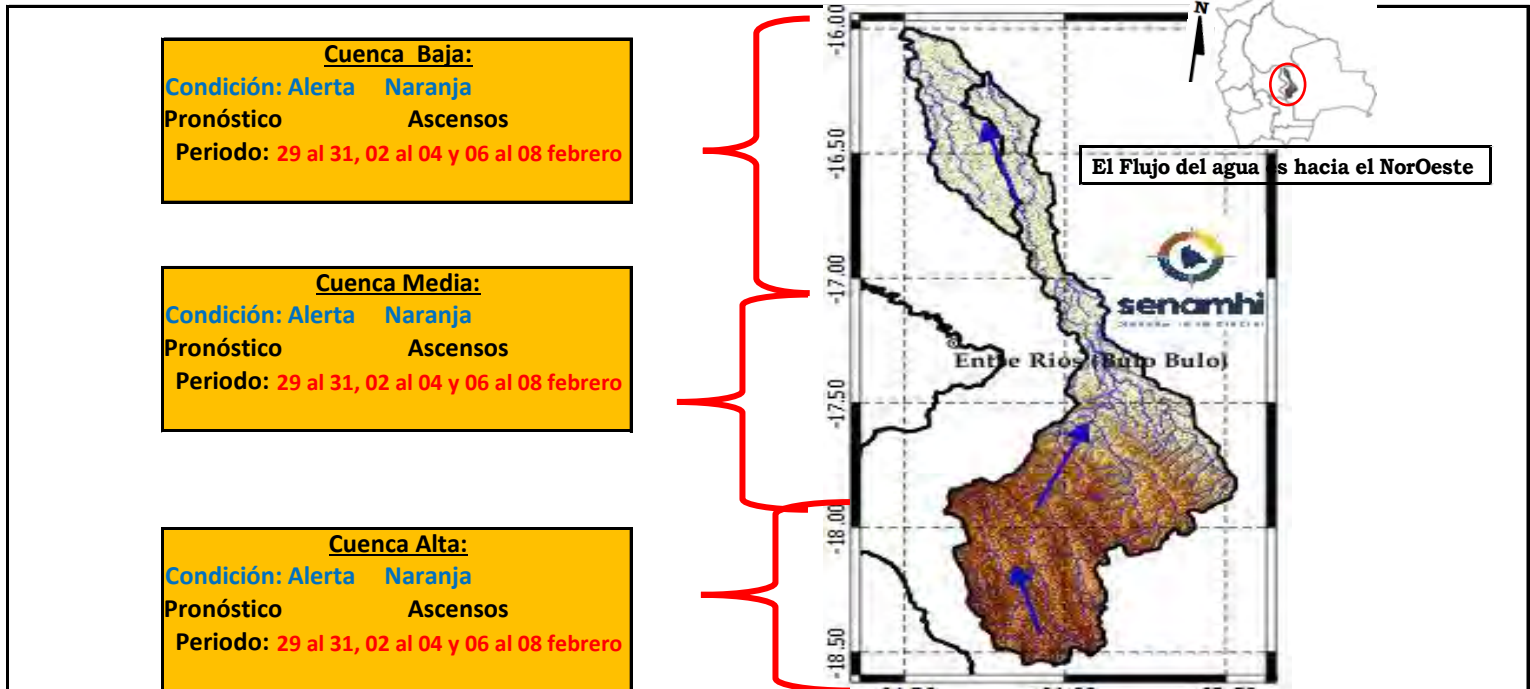 Cuenca Baja:
Condición: Alerta Naranja
Pronóstico Ascensos
Periodo: 29 al 31, 02 al 04 y 06 al 08 febrero
Cuenca Media:
Condición: Alerta Naranja
Pronóstico Ascensos
Periodo: 29 al 31, 02 al 04 y 06 al 08 febrero
Cuenca Alta:
Condición: Alerta Naranja
Pronóstico Ascensos
Periodo: 29 al 31, 02 al 04 y 06 al 08 febrero
N
El Flujo del agua es hacia el NorOeste
senamhi
Entre Rios (Bulo Bulo)
-16.00
-16.50
-17.00
-17.50
-18.00
-18.50